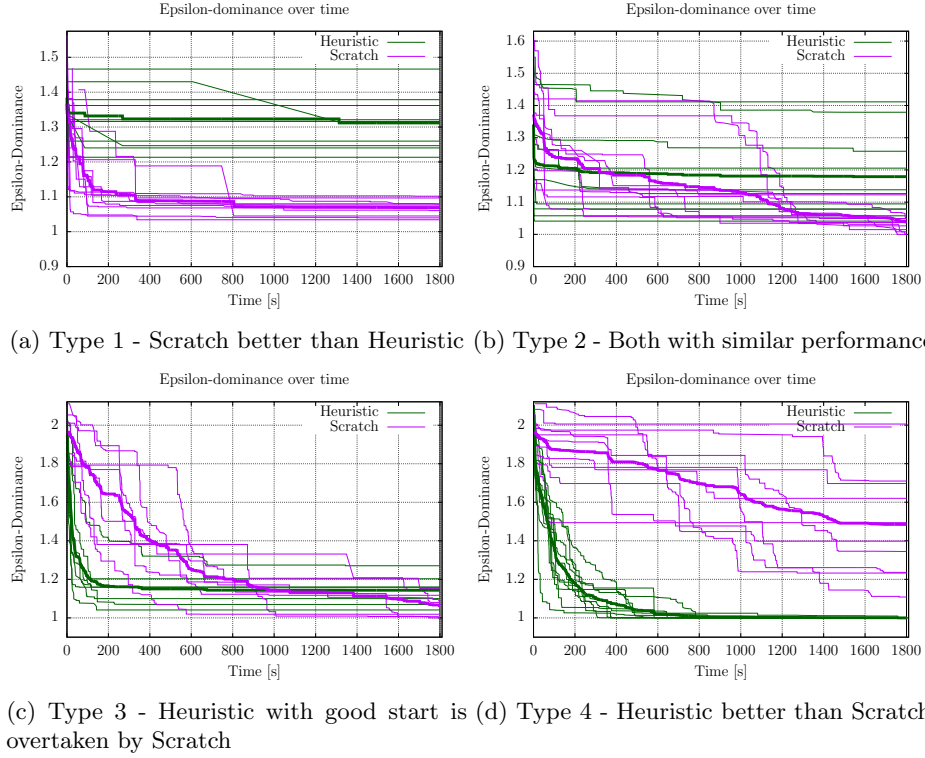 Epsilon-dominance over time
Heuristic
Scratch
Epsilon-Dominance
1.5
1.4
1.3
1.2
1.1
1
0.9
0 200 400 600 800 1000 1200 1400 1600 1800
Time [s]
(a) Type 1 - Scratch better than Heuristic
Epsilon-dominance over time
Heuristic
Scratch
Epsilon-Dominance
1.6
1.5
1.4
1.3
1.2
1.1
1
0.9
0 200 400 600 800 1000 1200 1400 1600 1800
Time [s]
(b) Type 2 - Both with similar performance
Epsilon-dominance over time
Heuristic
Scratch
Epsilon-Dominance
2
1.8
1.6
1.4
1.2
1
0 200 400 600 800 1000 1200 1400 1600 1800
Time [s]
(c) Type 3 - Heuristic with good start is
overtaken by Scratch
Epsilon-dominance over time
Heuristic
Scratch
Epsilon-Dominance
2
1.8
1.6
1.4
1.2
1
0 200 400 600 800 1000 1200 1400 1600 1800
Time [s]
(d) Type 4 - Heuristic better than Scratch